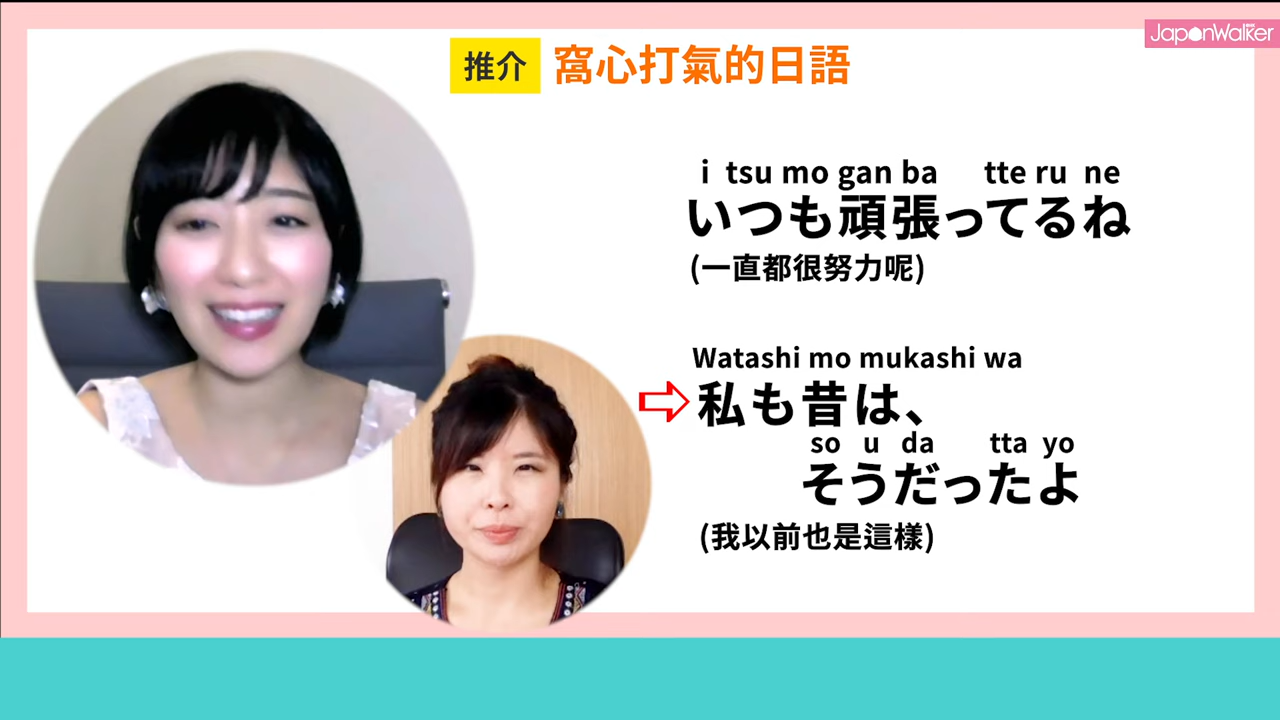 JaponWalker
推介 窩心打氣的日語
i tsu mo gan ba tte ru ne
いつも頑張ってるね
(一直都很努力呢)
Watashi mo mukashi wa
私も昔は、
so u da tta yo
そうだったよ
(我以前也是這樣)